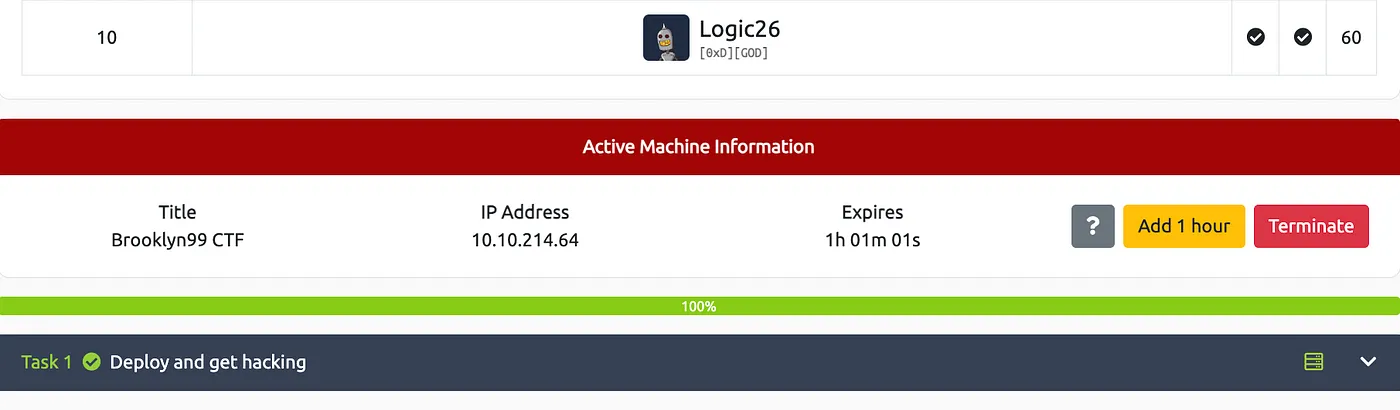 10
Logic26
[0xD][GOD]
60
Active Machine Information
Title
Brooklyn99 CTF
IP Address
10.10.214.64
Expires
1h 01m 01s
?
Add 1 hour
Terminate
100%
Task 1
Deploy and get hacking